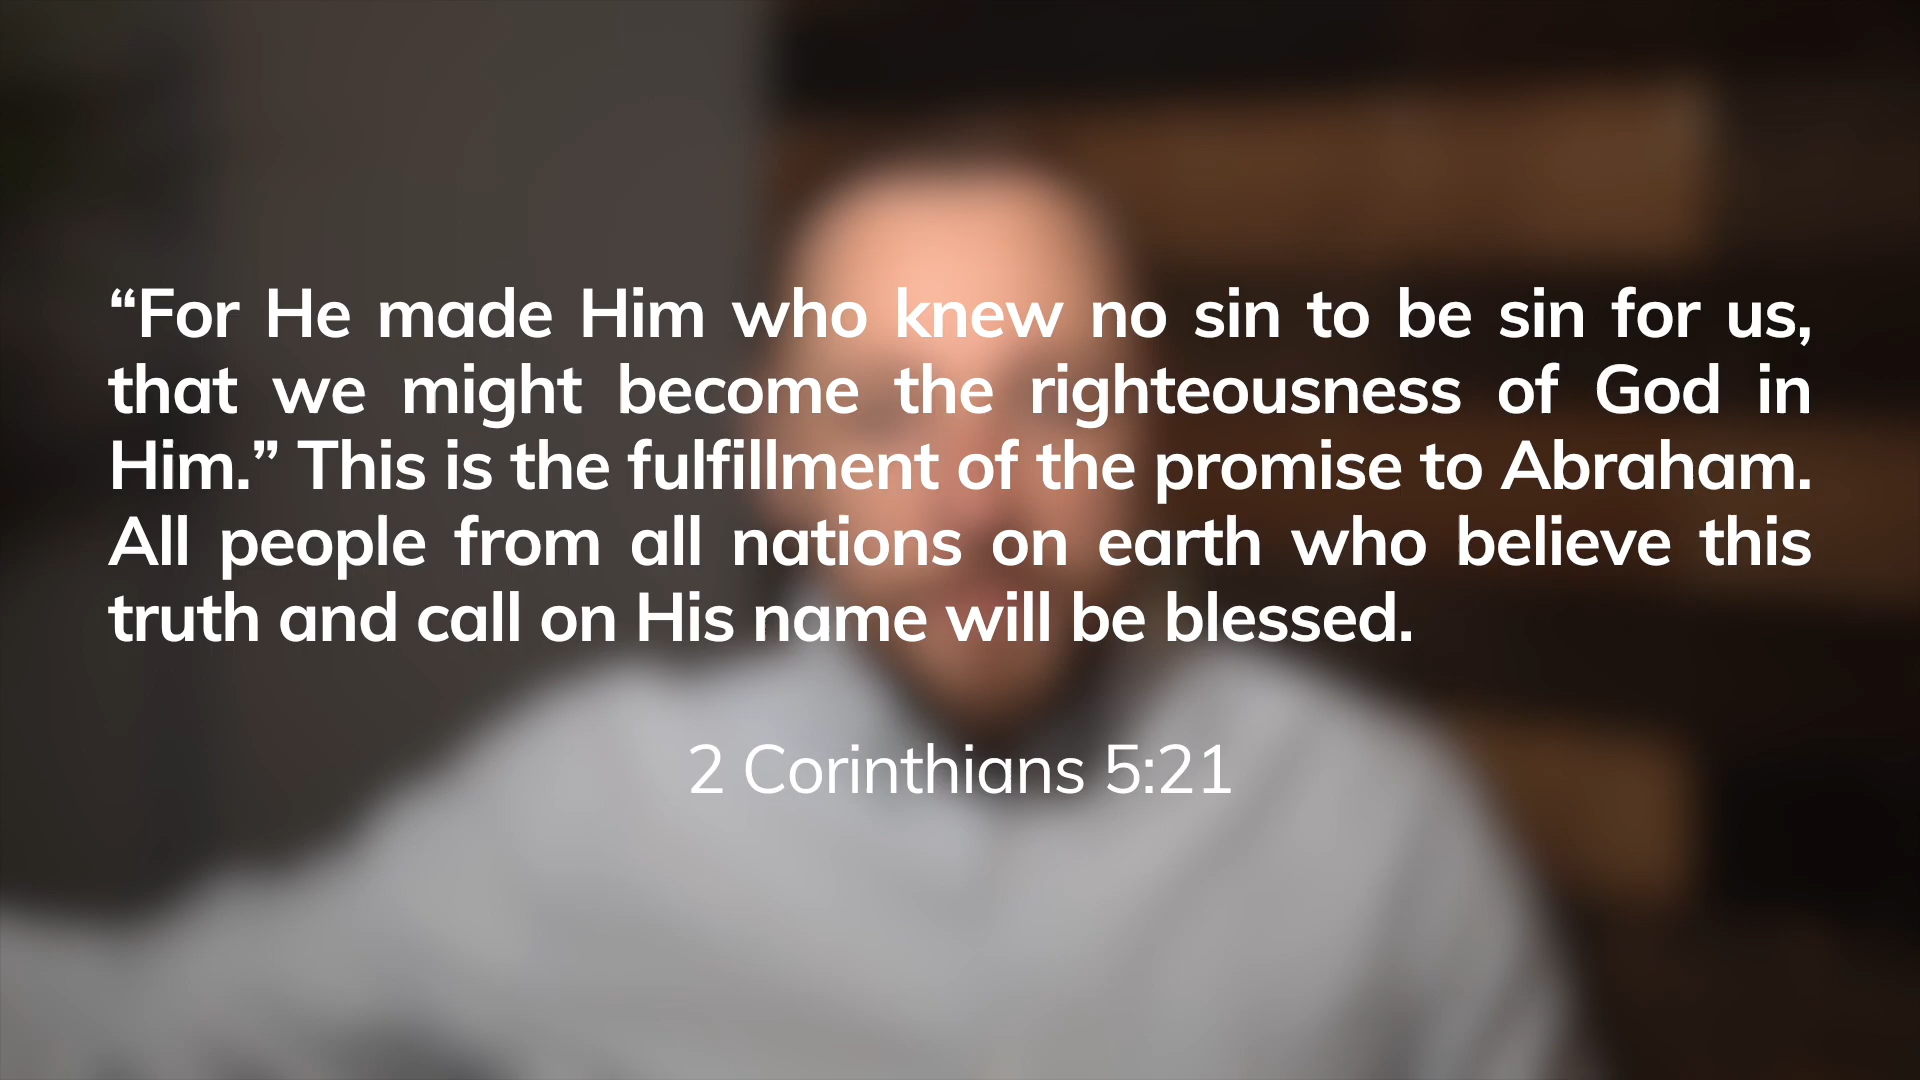 “For He made Him who knew no sin to be sin for us,
that we might become the righteousness of God in
Him.” This is the fulfillment of the promise to Abraham.
All people from all nations on earth who believe this
truth and call on His name will be blessed.
2 Corinthians 5:21